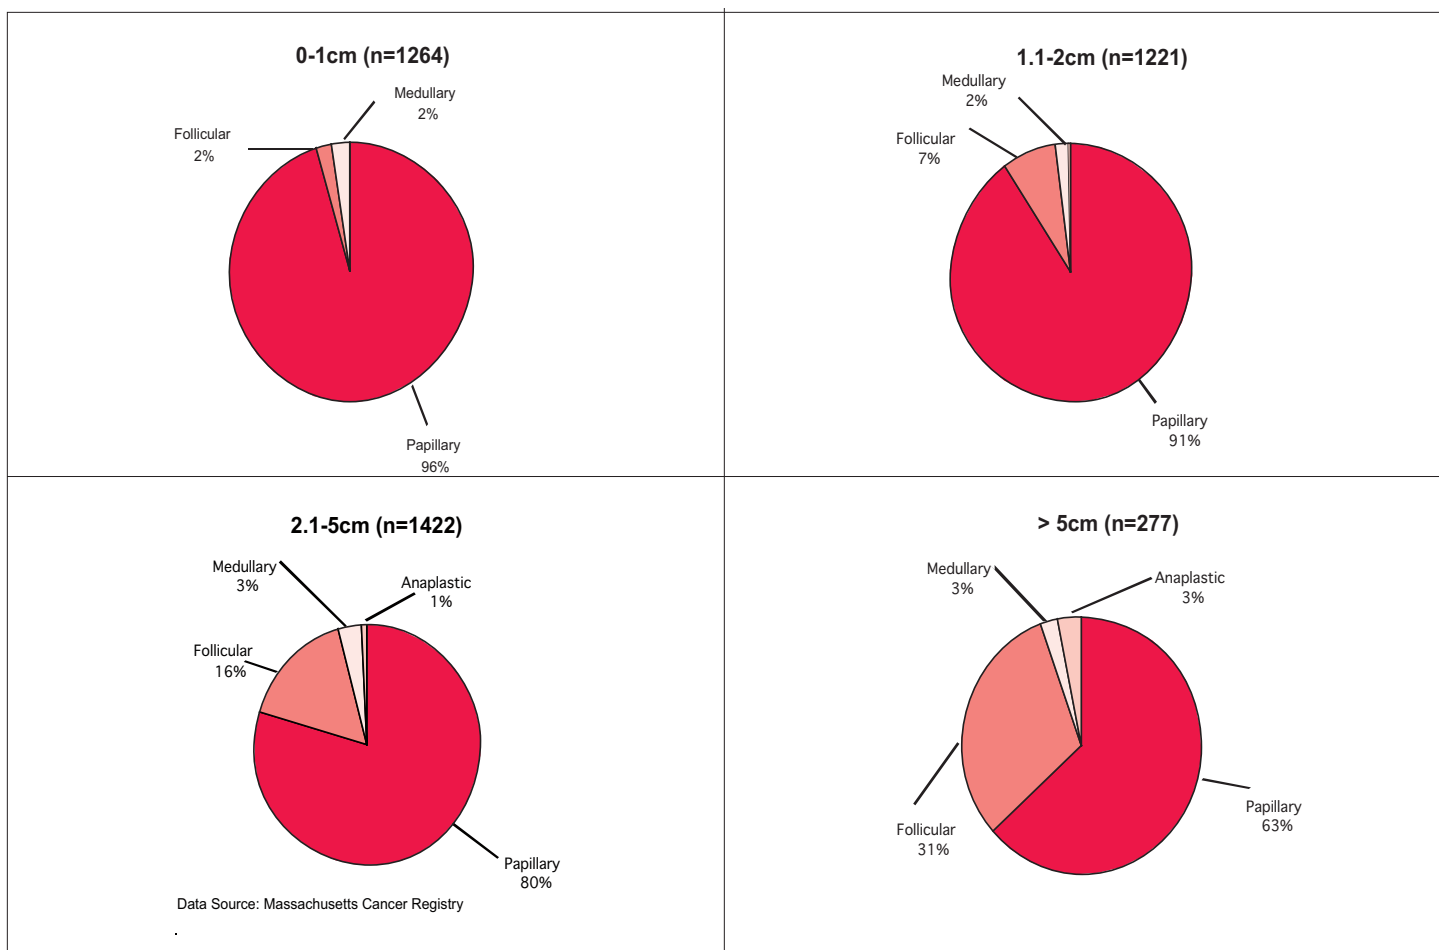 0-1cm (n=1264)
Medullary
2%
Follicular
2%
Papillary
96%
1.1-2cm (n=1221)
Medullary
2%
Follicular
7%
Papillary
91%
2.1-5cm (n=1422)
Medullary
3%
Anaplastic
1%
Follicular
16%
Papillary
80%
Data Source: Massachusetts Cancer Registry
.
> 5cm (n=277)
Medullary
3%
Anaplastic
3%
Papillary
63%
Follicular
31%